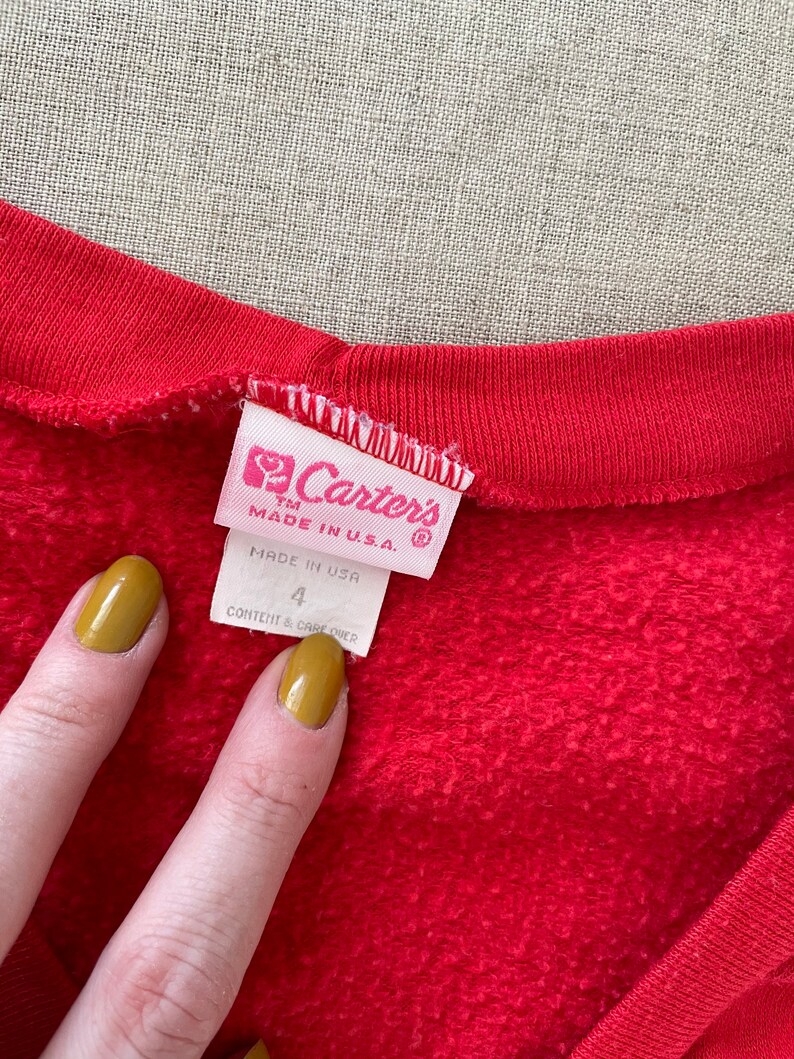 Carter's
TM
MADE IN U.S.A. ®
MADE IN USA
4
CONTENT & CARE OVER